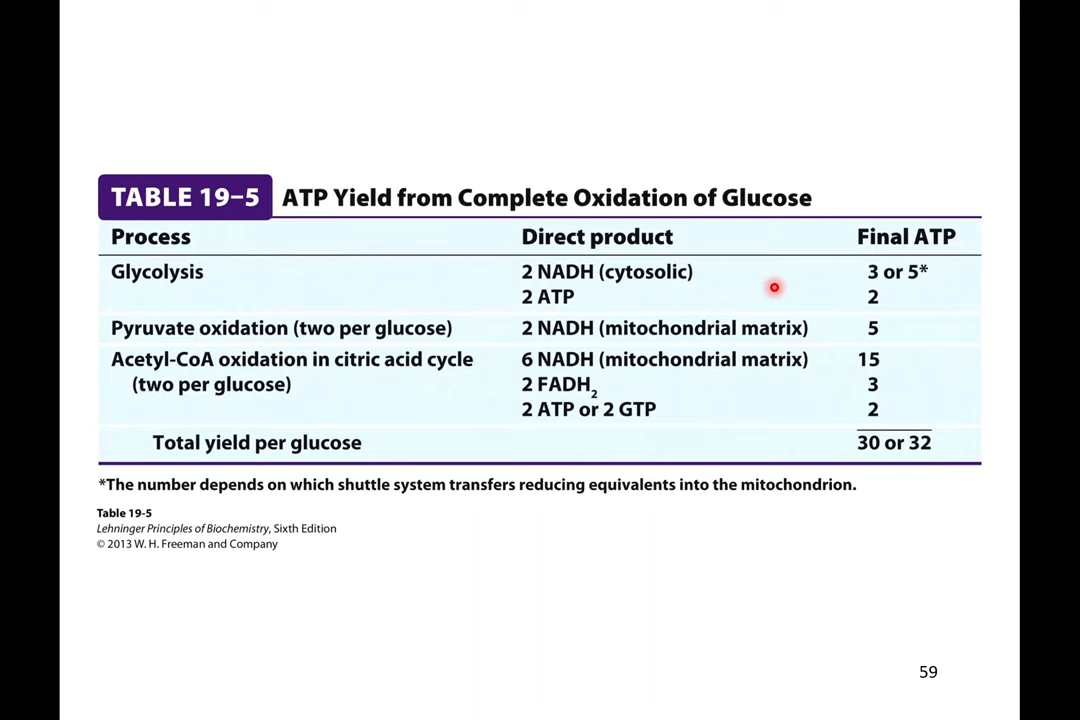 TABLE 19–5 ATP Yield from Complete Oxidation of Glucose
Process Direct product Final ATP
Glycolysis 2 NADH (cytosolic) 3 or 5*
2 ATP 2
Pyruvate oxidation (two per glucose) 2 NADH (mitochondrial matrix) 5
Acetyl-CoA oxidation in citric acid cycle 6 NADH (mitochondrial matrix) 15
(two per glucose) 2 FADH₂ 3
2 ATP or 2 GTP 2
Total yield per glucose 30 or 32
*The number depends on which shuttle system transfers reducing equivalents into the mitochondrion.
Table 19-5
Lehninger Principles of Biochemistry, Sixth Edition
© 2013 W. H. Freeman and Company
59